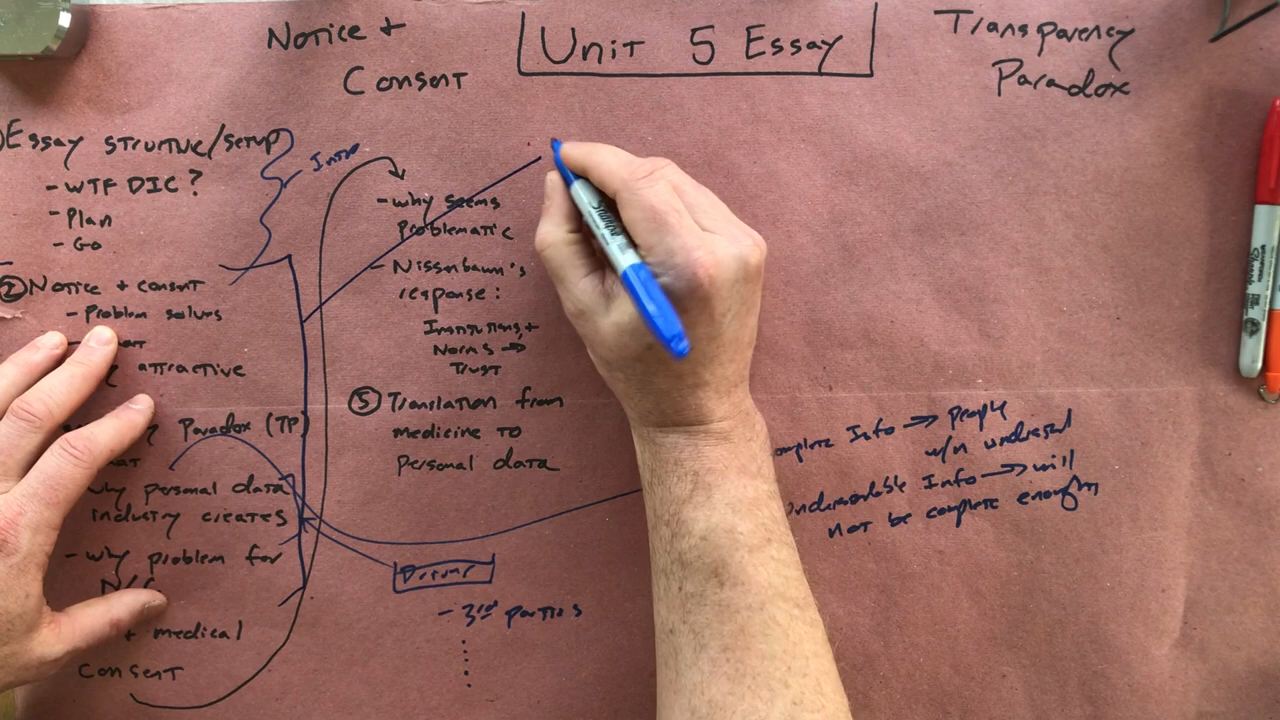 Notice +
Consent
Unit 5 Essay
Transparency
Paradox
Essay structure/setup
- WTF DIC?
- Plan
- Go
Intro
② Notice + consent
- Problem solves
attractive
Paradox (TP)
why personal data
industry creates
- why problem for
N/C
+ medical
Consent
- why seems
problematic
- Nissenbaum's
response:
Institutions +
Norms →
Trust
⑤ Translation from
medicine to
personal data
- 3rd parties
Info → people
w/n understand
Info → will
not be complete enough
Sharpie